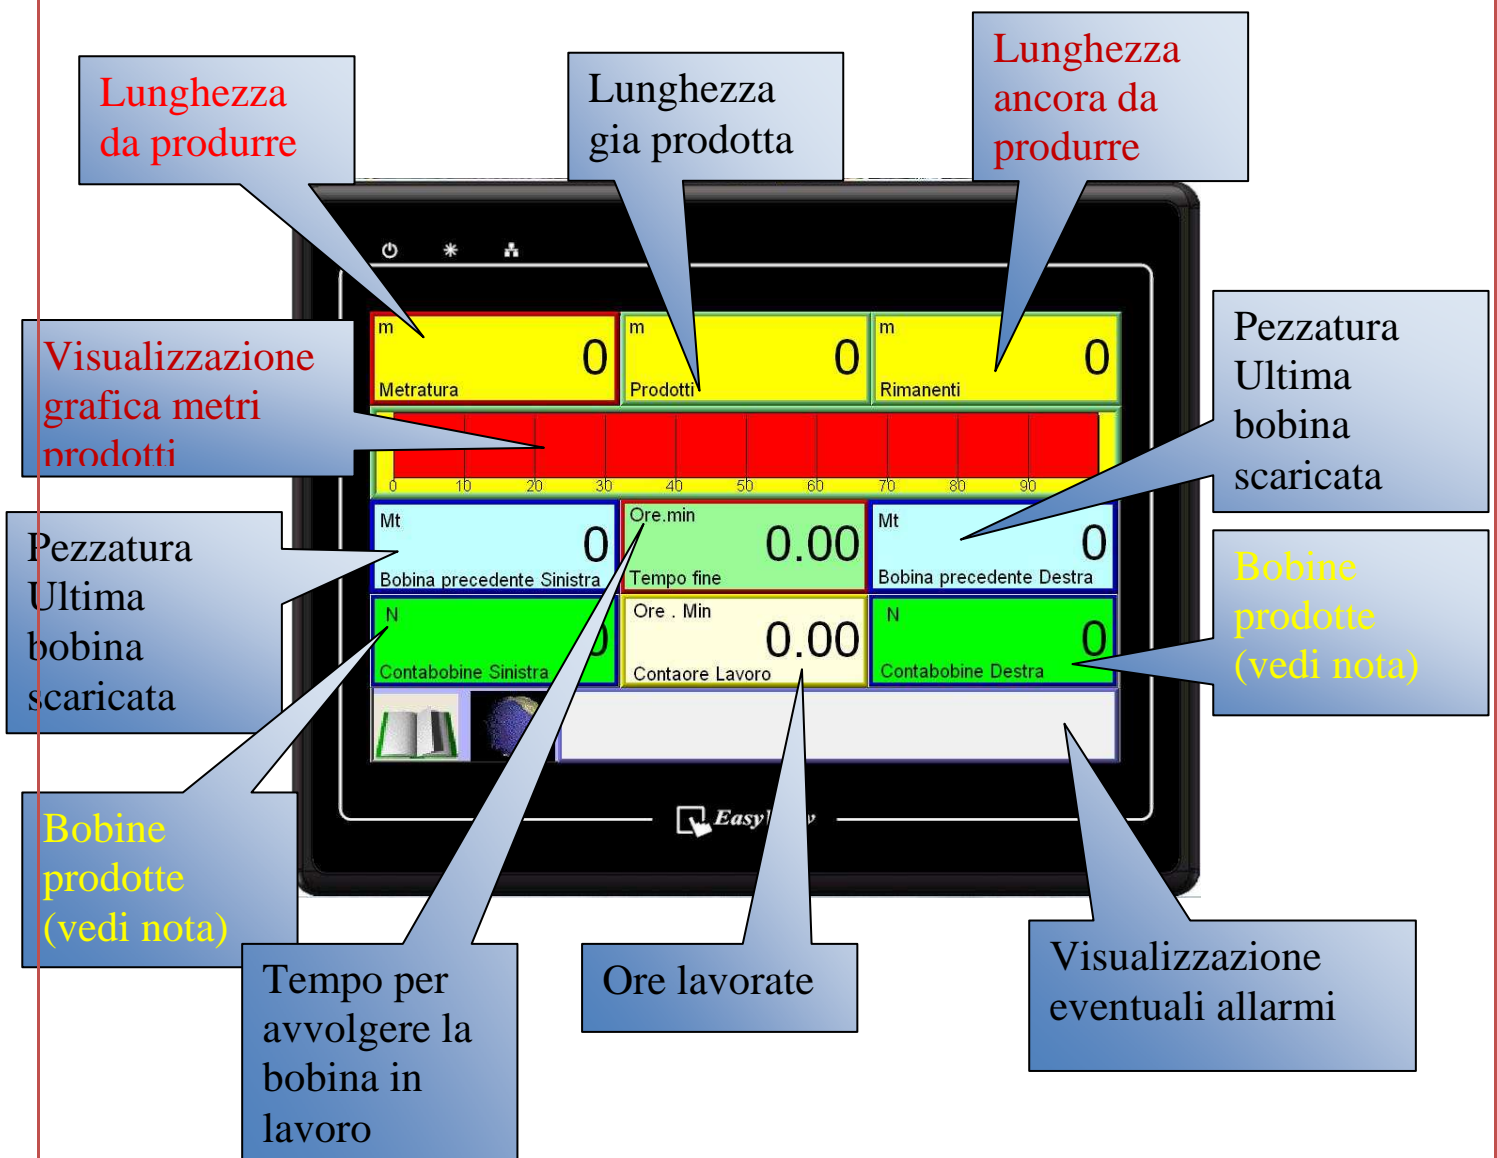 Lunghezza
da produrre
Lunghezza
gia prodotta
Lunghezza
ancora da
produrre
Visualizzazione
grafica metri
prodotti
m
0
Metratura
m
0
Prodotti
m
0
Rimanenti
0 10 20 30 40 50 60 70 80 90
Pezzatura
Ultima
bobina
scaricata
Mt
0
Bobina precedente Sinistra
Ore.min
0.00
Tempo fine
Mt
0
Bobina precedente Destra
Pezzatura
Ultima
bobina
scaricata
Bobine
prodotte
(vedi nota)
N
0
Contabobine Sinistra
Ore . Min
0.00
Contaore Lavoro
N
0
Contabobine Destra
Bobine
prodotte
(vedi nota)
Tempo per
avvolgere la
bobina in
lavoro
Ore lavorate
Visualizzazione
eventuali allarmi